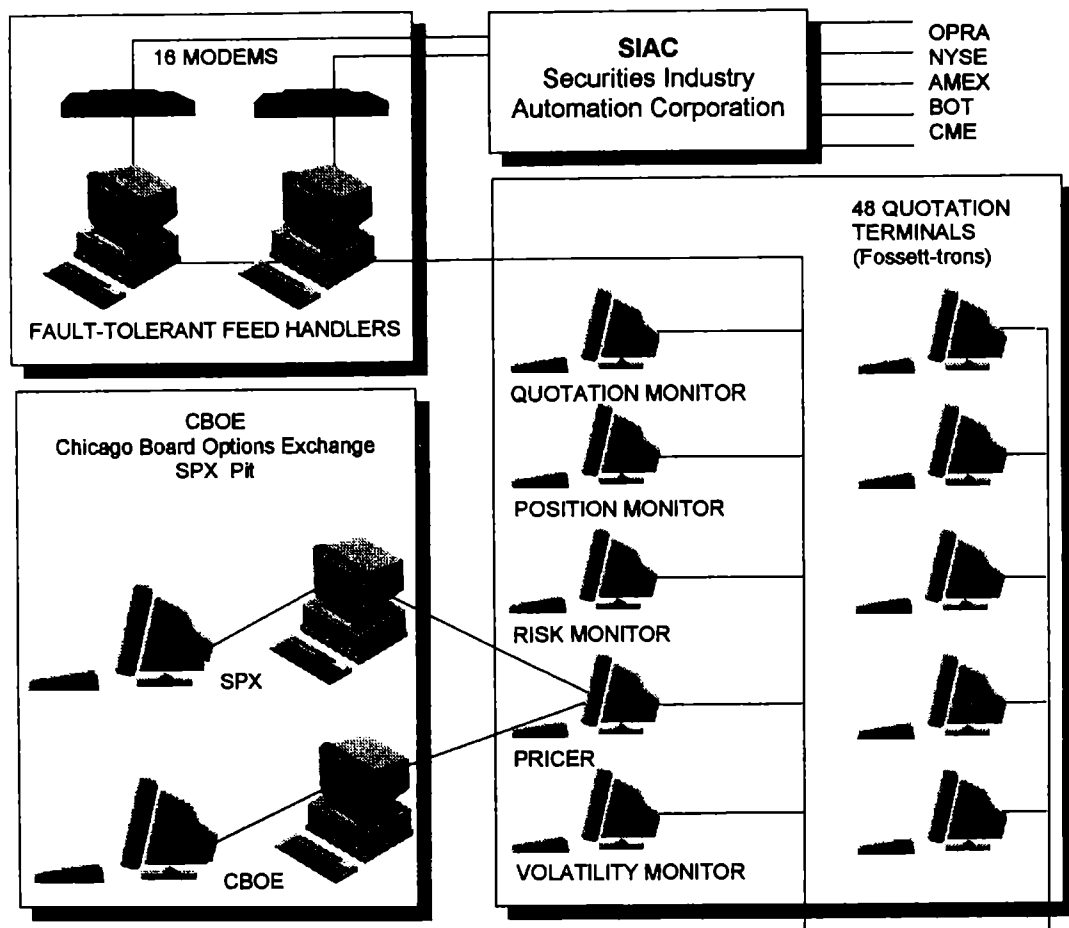 16 MODEMS
FAULT-TOLERANT FEED HANDLERS
SIAC
Securities Industry
Automation Corporation
OPRA
NYSE
AMEX
BOT
CME
CBOE
Chicago Board Options Exchange
SPX Pit
SPX
CBOE
48 QUOTATION
TERMINALS
(Fossett-trons)
QUOTATION MONITOR
POSITION MONITOR
RISK MONITOR
PRICER
VOLATILITY MONITOR